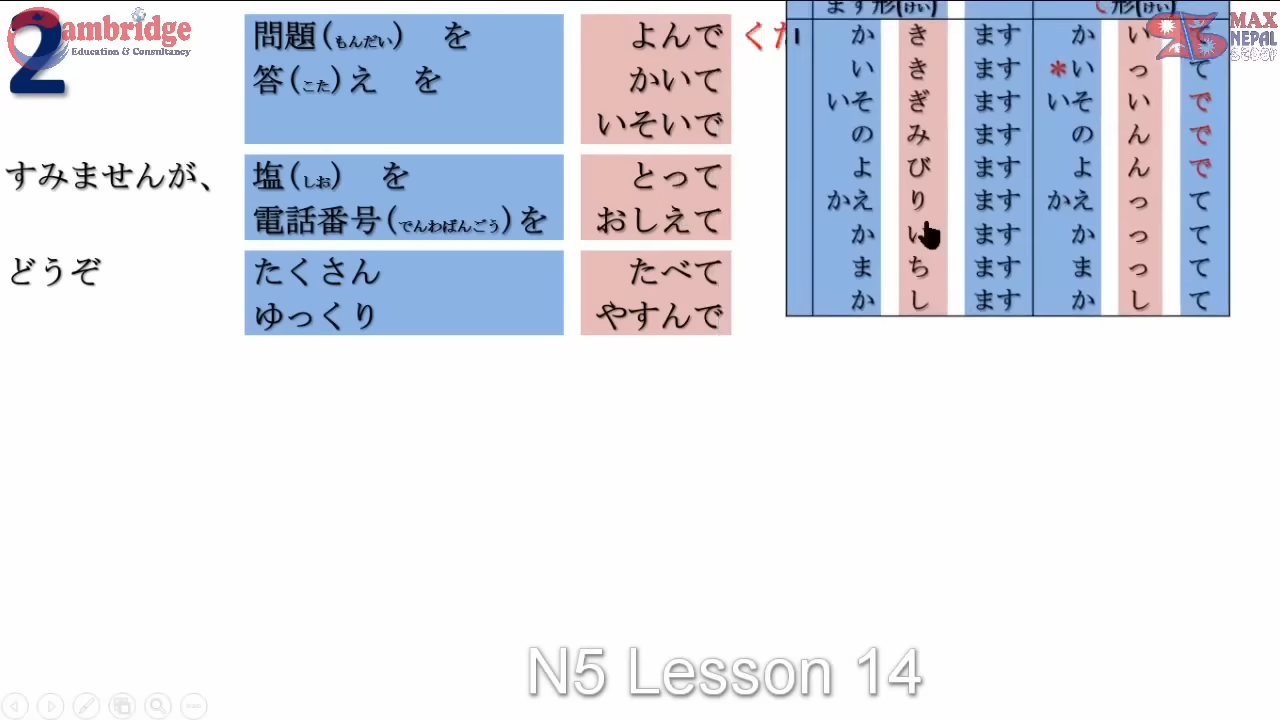 2
Cambridge
Education & Consultancy
問題(もんだい) を よんで くだ
答(こた)え を かいて
いそいで
すみませんが、 塩(しお) を とって
電話番号(でんわばんごう)を おしえて
どうぞ たくさん たべて
ゆっくり やすんで
ます形(けい) て形(けい)
MAX
NEPAL
1 か き ます か い て
い き ます *い っ て
いそ ぎ ます いそ い で
の み ます の ん で
よ び ます よ ん で
かえ り ます かえ っ て
か い ます か っ て
ま ち ます ま っ て
か し ます か し て
N5 Lesson 14